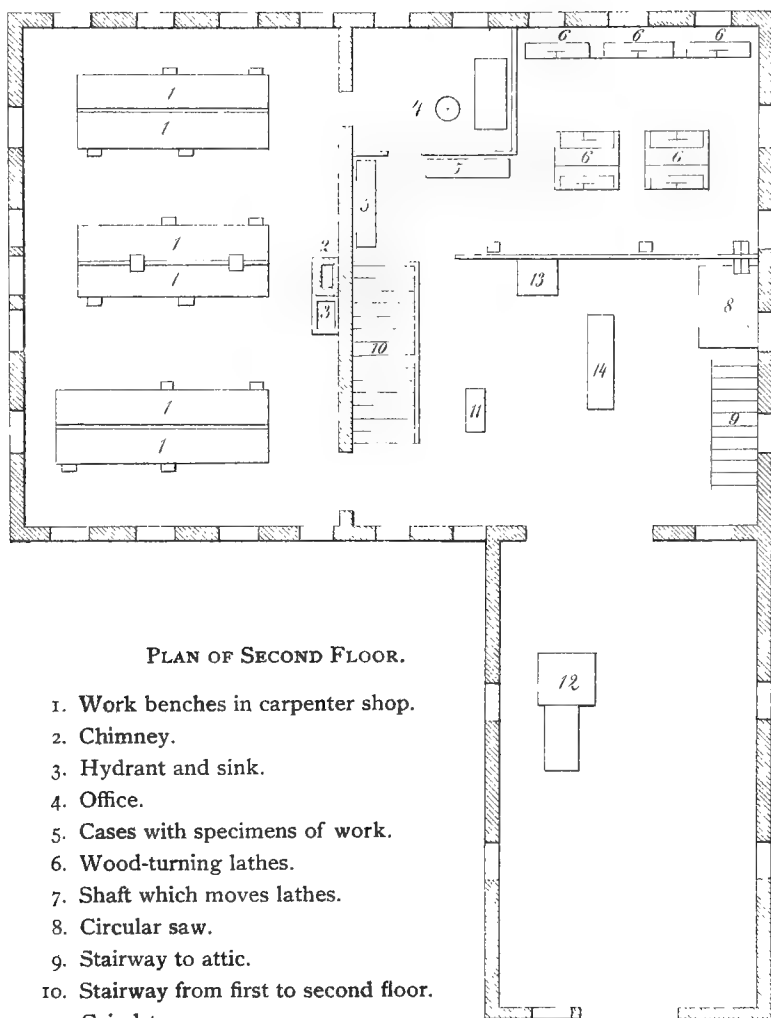 6 6 6
1
4
1
5
6 6
5
1
2
1
3
13
8
10
14
1
11
9
1
12
PLAN OF SECOND FLOOR.
1. Work benches in carpenter shop.
2. Chimney.
3. Hydrant and sink.
4. Office.
5. Cases with specimens of work.
6. Wood-turning lathes.
7. Shaft which moves lathes.
8. Circular saw.
9. Stairway to attic.
10. Stairway from first to second floor.